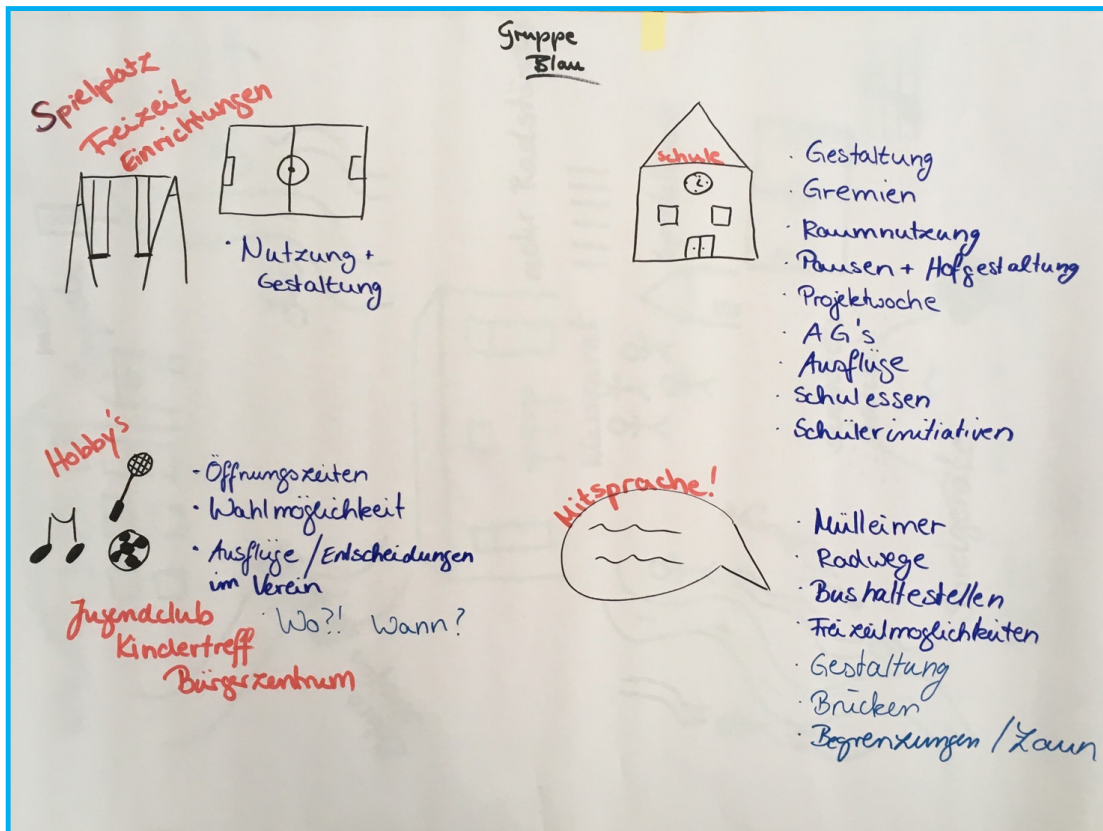 Gruppe
Blau
Spielplatz
Freizeit
Einrichtungen
· Nutzung +
Gestaltung
Schule
· Gestaltung
· Gremien
· Raumnutzung
· Pausen + Hofgestaltung
· Projektwoche
· AG's
· Ausflüge
· Schulessen
· Schülerinitiativen
Hobby's
· Öffnungszeiten
· Wahlmöglichkeit
· Ausflüge / Entscheidungen
im Verein
· Wo?! Wann?
Jugendclub
Kindertreff
Bürgerzentrum
Mitsprache!
· Mülleimer
· Radwege
· Bushaltestellen
· Freizeitmöglichkeiten
· Gestaltung
· Brücken
· Begrenzungen / Zaun